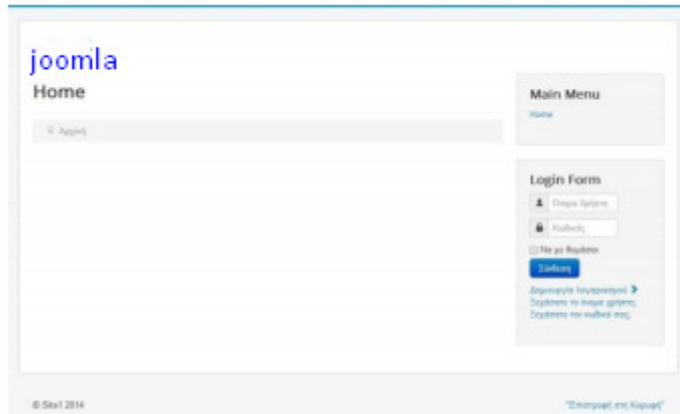 joomla
Home
Αρχική
Main Menu
Home
Login Form
Όνομα Χρήστη
Κωδικός
Να με θυμάσαι
Σύνδεση
Δημιουργία λογαριασμού
Ξεχάσατε το όνομα χρήστη;
Ξεχάσατε τον κωδικό σας;
© Site1 2014
"Επιστροφή στη Κορυφή"